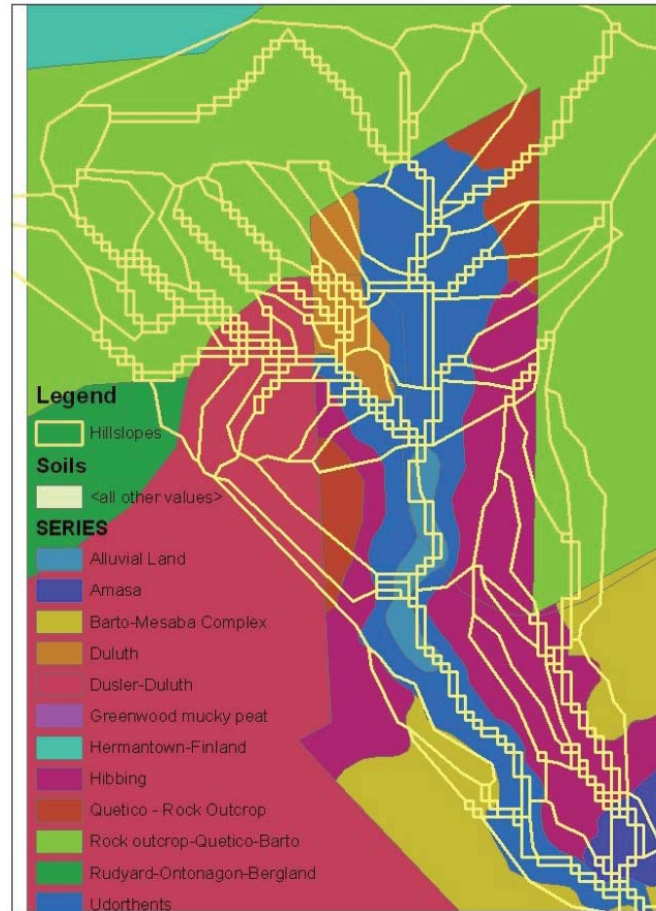 Legend
Hillslopes
Soils
<all other values>
SERIES
Alluvial Land
Amasa
Barto-Mesaba Complex
Duluth
Dusler-Duluth
Greenwood mucky peat
Hermantown-Finland
Hibbing
Quetico - Rock Outcrop
Rock outcrop-Quetico-Barto
Rudyard-Ontonagon-Bergland
Udorthents